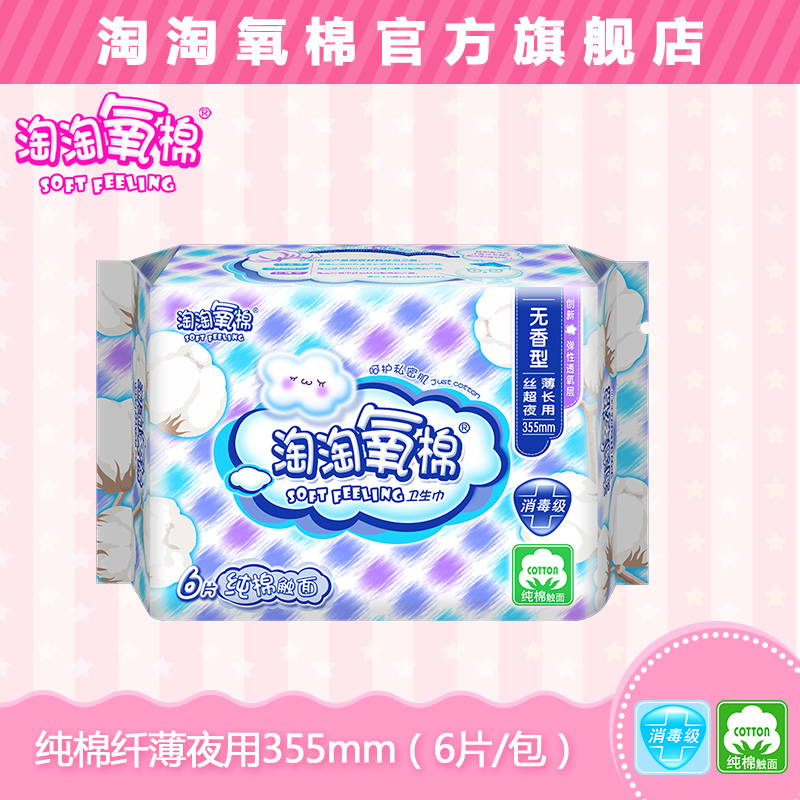 淘淘氧棉官方旗舰店
淘淘氧棉®
SOFT FEELING
淘淘氧棉®
SOFT FEELING
呵护私密肌 Just cotton
淘淘氧棉®
SOFT FEELING 卫生巾
无香型
丝薄
超长
夜用
355mm
创新 弹性透氧层
消毒级
COTTON
纯棉触面
6片 纯棉触面
纯棉纤薄夜用355mm（6片/包）
消毒级
COTTON
纯棉触面